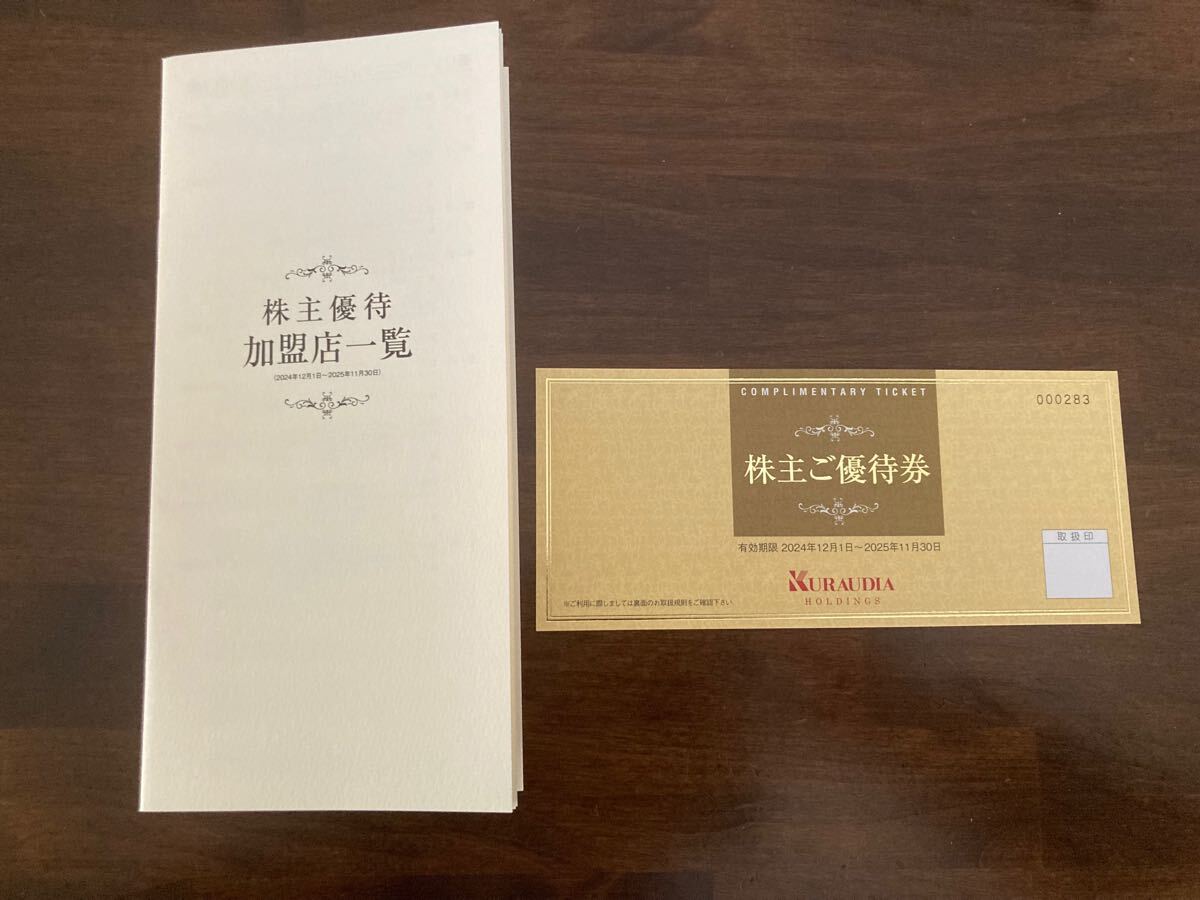 株主優待
加盟店一覧
(2024年12月1日~2025年11月30日)
COMPLIMENTARY TICKET
000283
株主ご優待券
有効期限 2024年12月1日~2025年11月30日
取扱印
KURAUDIA
HOLDINGS
※ご利用に際しましては裏面のお取扱規則をご確認下さい